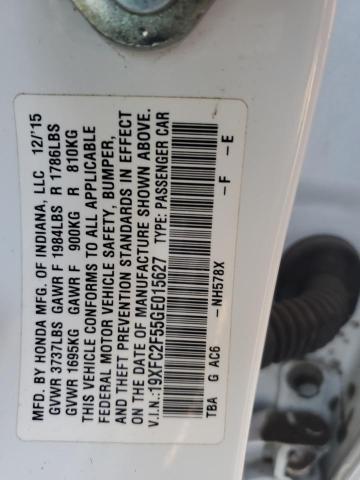 MFD. BY HONDA MFG. OF INDIANA, LLC 12/'15
GVWR 3737LBS GAWR F 1984LBS R 1786LBS
GVWR 1695KG GAWR F 900KG R 810KG
THIS VEHICLE CONFORMS TO ALL APPLICABLE
FEDERAL MOTOR VEHICLE SAFETY, BUMPER,
AND THEFT PREVENTION STANDARDS IN EFFECT
ON THE DATE OF MANUFACTURE SHOWN ABOVE.
V.I.N.:19XFC2F55GE015627 TYPE: PASSENGER CAR
TBA G AC6 -NH578X -F -E